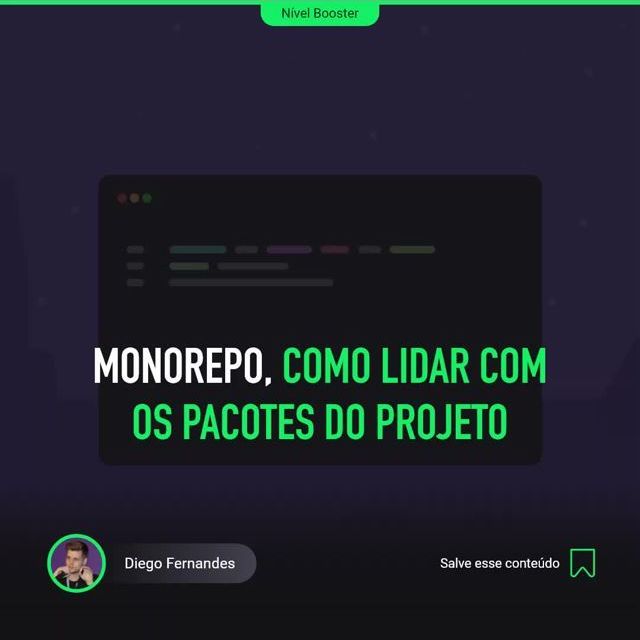 Nível Booster
MONOREPO, COMO LIDAR COM
OS PACOTES DO PROJETO
Diego Fernandes
Salve esse conteúdo